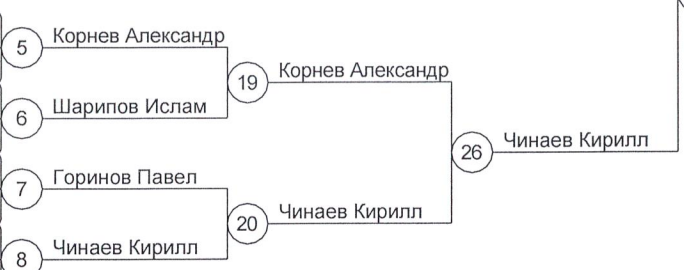 5 Корнев Александр
19 Корнев Александр
6 Шарипов Ислам
26 Чинаев Кирилл
7 Горинов Павел
20 Чинаев Кирилл
8 Чинаев Кирилл